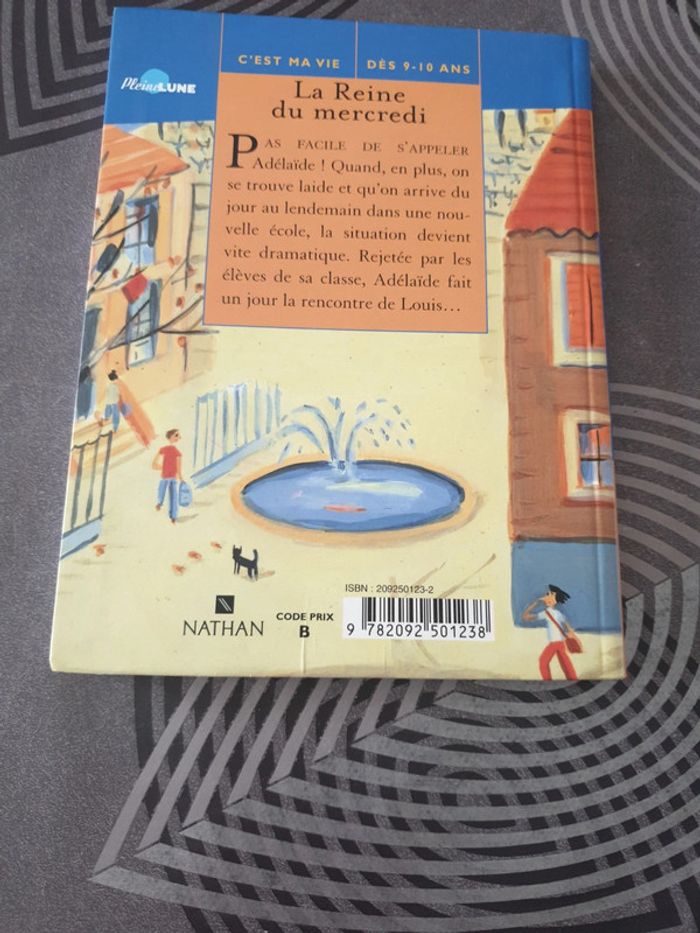 Pleine LUNE
C'EST MA VIE
DÈS 9-10 ANS
La Reine
du mercredi
PAS FACILE DE S'APPELER
Adélaïde ! Quand, en plus, on
se trouve laide et qu'on arrive du
jour au lendemain dans une nou-
velle école, la situation devient
vite dramatique. Rejetée par les
élèves de sa classe, Adélaïde fait
un jour la rencontre de Louis…
NATHAN
CODE PRIX
B
ISBN : 209250123-2
9 782092 501238